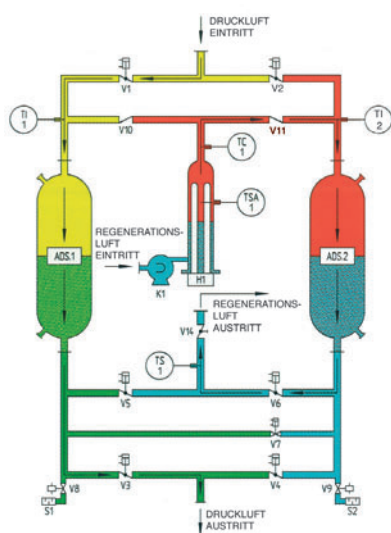 DRUCKLUFT
EINTRITT
V1
V2
TI
1
V10
V11
TI
2
TC
1
TSA
1
REGENERATIONS-
LUFT
EINTRITT
ADS.1
ADS.2
K1
H1
REGENERATIONS-
LUFT
AUSTRITT
V14
TS
1
V5
V6
V7
V3
V4
V8
V9
S1
S2
DRUCKLUFT
AUSTRITT